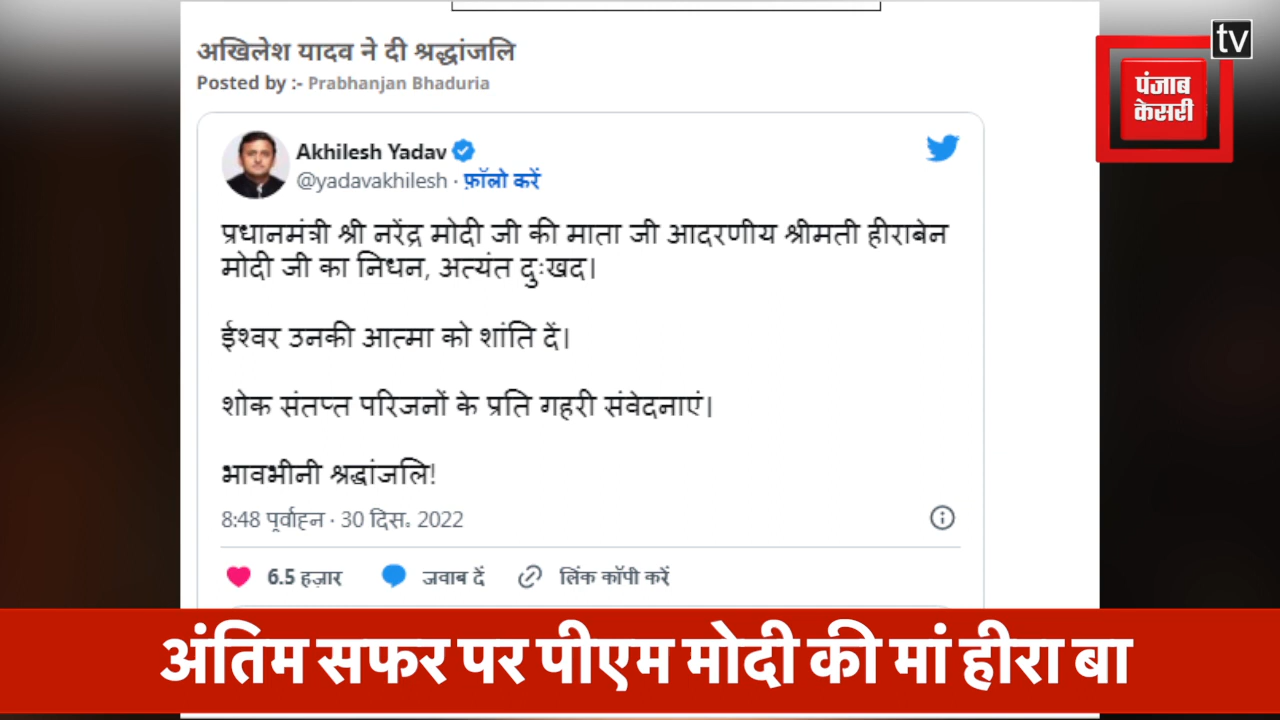 अखिलेश यादव ने दी श्रद्धांजलि
Posted by :- Prabhanjan Bhaduria
tv
पंजाब
केसरी
Akhilesh Yadav
@yadavakhilesh · फ़ॉलो करें
प्रधानमंत्री श्री नरेंद्र मोदी जी की माता जी आदरणीय श्रीमती हीराबेन
मोदी जी का निधन, अत्यंत दुःखद।
ईश्वर उनकी आत्मा को शांति दें।
शोक संतप्त परिजनों के प्रति गहरी संवेदनाएं।
भावभीनी श्रद्धांजलि!
8:48 पूर्वाह्न · 30 दिस॰ 2022
6.5 हज़ार जवाब दें लिंक कॉपी करें
अंतिम सफर पर पीएम मोदी की मां हीरा बा